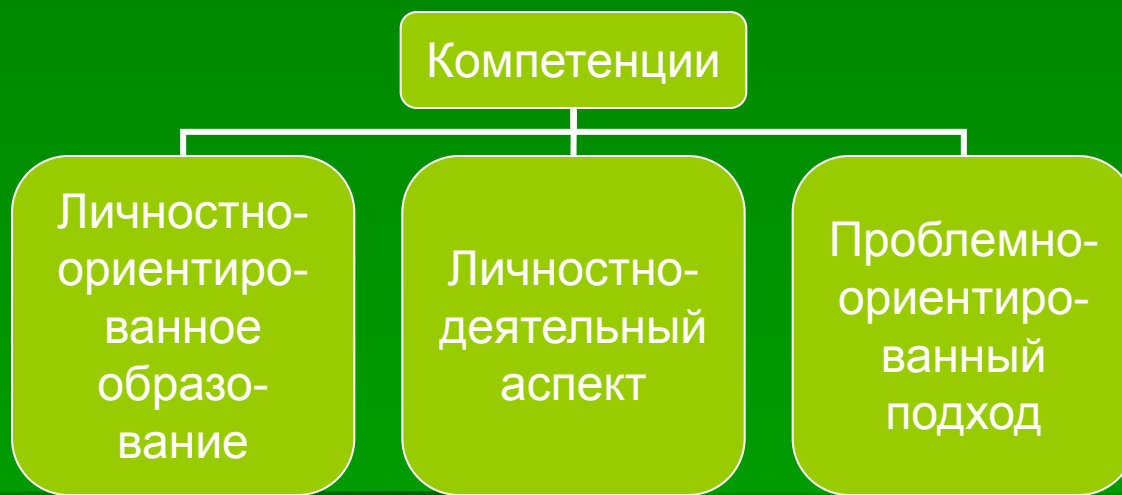 Компетенции
Личностно-
ориентиро-
ванное
образо-
вание
Личностно-
деятельный
аспект
Проблемно-
ориентиро-
ванный
подход